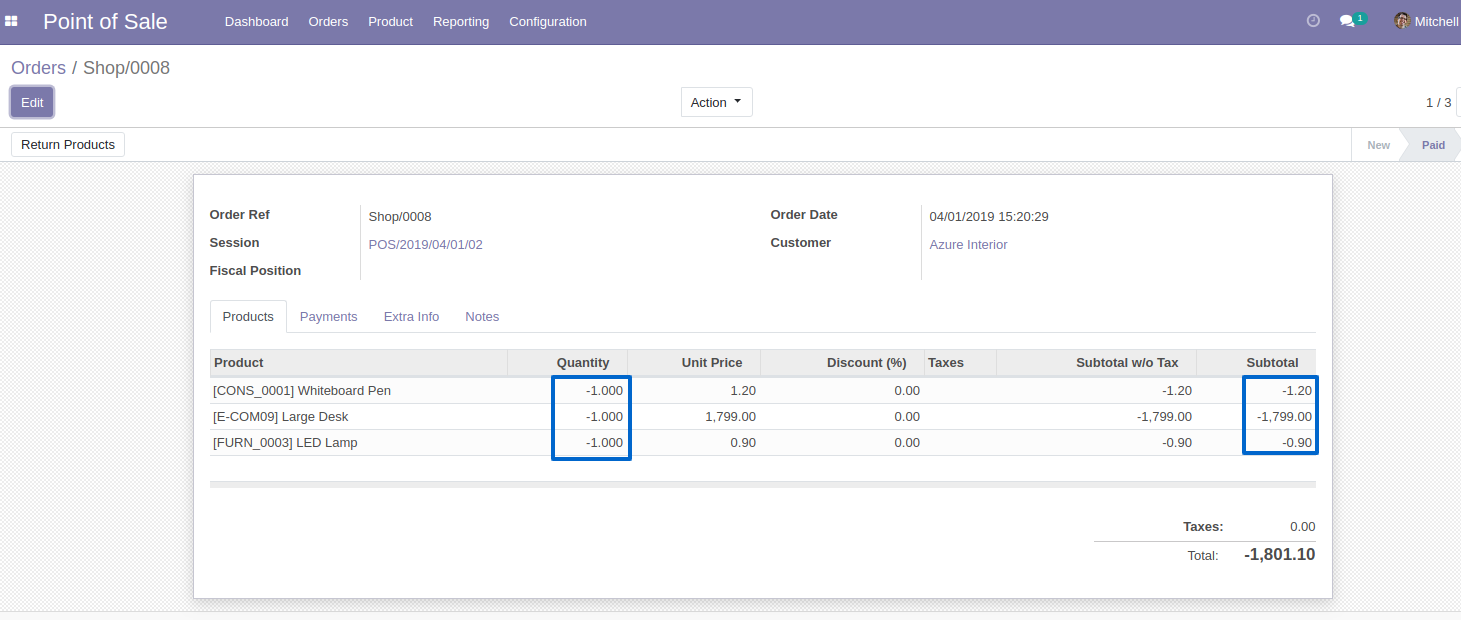 Point of Sale Dashboard Orders Product Reporting Configuration 1 Mitchell
Orders / Shop/0008
Edit Action 1 / 3
Return Products New Paid
Order Ref Shop/0008 Order Date 04/01/2019 15:20:29
Session POS/2019/04/01/02 Customer Azure Interior
Fiscal Position
Products Payments Extra Info Notes
Product Quantity Unit Price Discount (%) Taxes Subtotal w/o Tax Subtotal
[CONS_0001] Whiteboard Pen -1.000 1.20 0.00 -1.20 -1.20
[E-COM09] Large Desk -1.000 1,799.00 0.00 -1,799.00 -1,799.00
[FURN_0003] LED Lamp -1.000 0.90 0.00 -0.90 -0.90
Taxes: 0.00
Total: -1,801.10